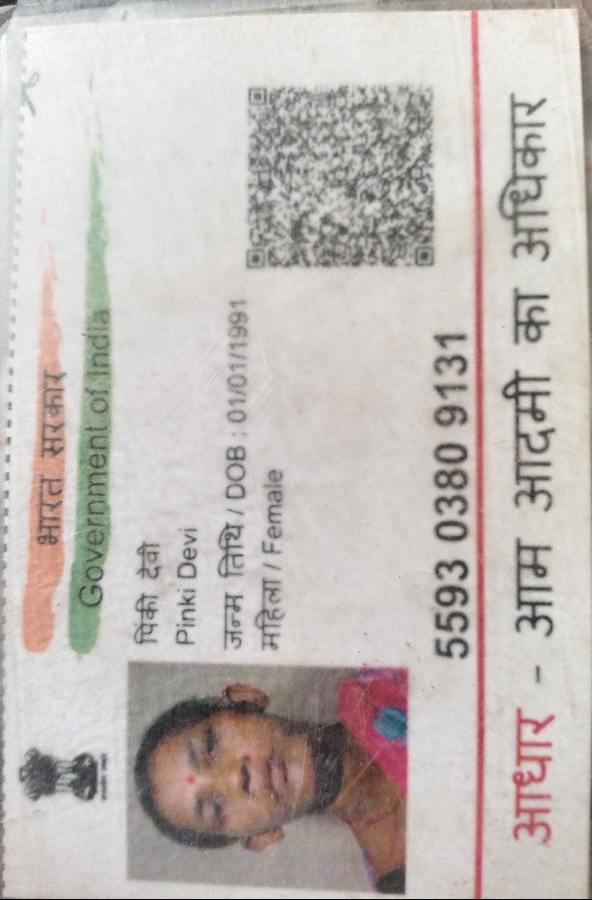 भारत सरकार
Government of India
पिंकी देवी
Pinki Devi
जन्म तिथि / DOB : 01/01/1991
महिला / Female
5593 0380 9131
आधार - आम आदमी का अधिकार